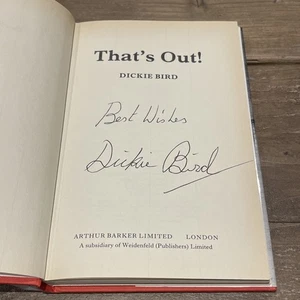 That's Out!
DICKIE BIRD
Best Wishes
Dickie Bird
ARTHUR BARKER LIMITED LONDON
A subsidiary of Weidenfeld (Publishers) Limited